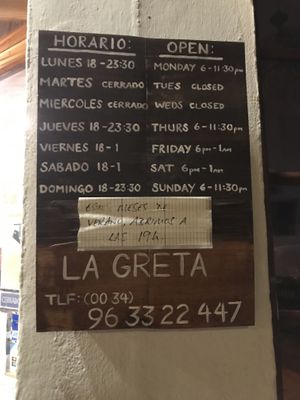 HORARIO: OPEN:
LUNES 18-23:30 MONDAY 6-11:30pm
MARTES CERRADO TUES CLOSED
MIERCOLES CERRADO WEDS CLOSED
JUEVES 18-23:30 THURS 6-11:30pm
VIERNES 18-1 FRIDAY 6pm-1am
SABADO 18-1 SAT 6pm-1am
DOMINGO 18-23:30 SUNDAY 6-11:30pm
MESES DE
VERANO ABRIMOS A
LAS 19h
LA GRETA
TLF: (00 34)
96 33 22 447